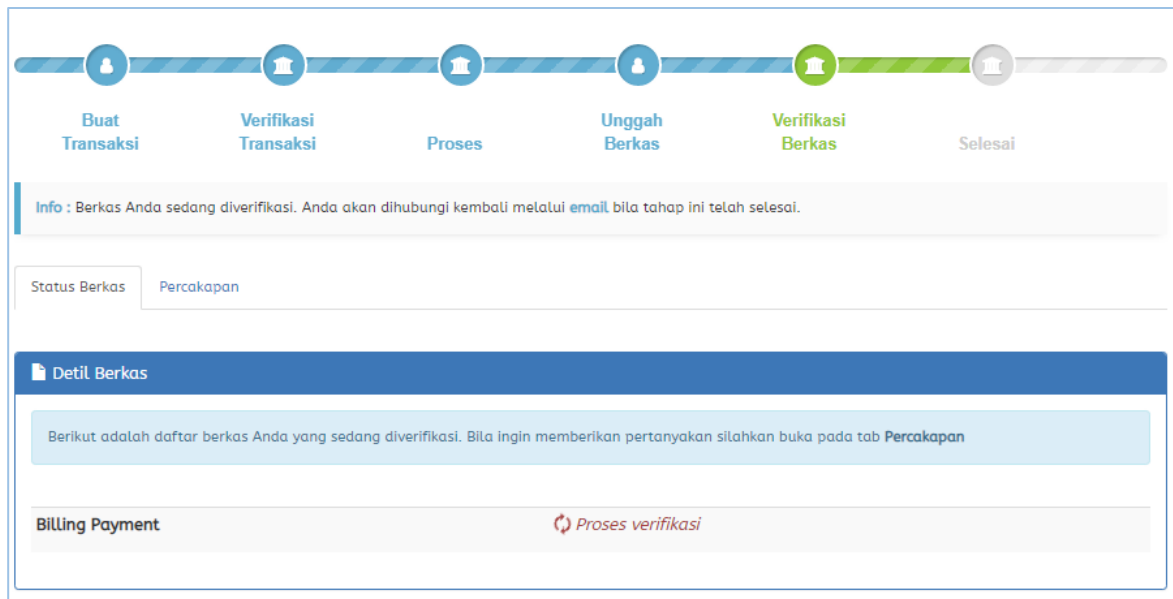 Buat
Transaksi
Verifikasi
Transaksi
Proses
Unggah
Berkas
Verifikasi
Berkas
Selesai
Info : Berkas Anda sedang diverifikasi. Anda akan dihubungi kembali melalui email bila tahap ini telah selesai.
Status Berkas
Percakapan
Detil Berkas
Berikut adalah daftar berkas Anda yang sedang diverifikasi. Bila ingin memberikan pertanyakan silahkan buka pada tab Percakapan
Billing Payment
Proses verifikasi